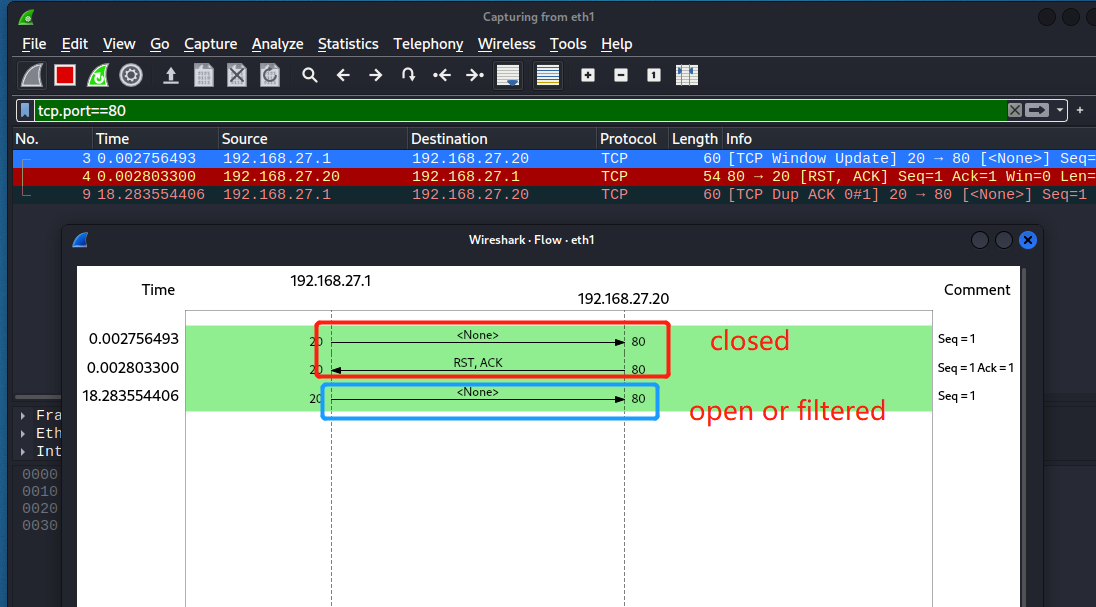 Capturing from eth1
File Edit View Go Capture Analyze Statistics Telephony Wireless Tools Help
tcp.port==80
No. Time Source Destination Protocol Length Info
3 0.002756493 192.168.27.1 192.168.27.20 TCP 60 [TCP Window Update] 20 → 80 [<None>] Seq=
4 0.002803300 192.168.27.20 192.168.27.1 TCP 54 80 → 20 [RST, ACK] Seq=1 Ack=1 Win=0 Len=
9 18.283554406 192.168.27.1 192.168.27.20 TCP 60 [TCP Dup ACK 0#1] 20 → 80 [<None>] Seq=1
Wireshark · Flow · eth1
192.168.27.1
Time
Comment
192.168.27.20
0.002756493 20 <None> 80 Seq = 1
closed
0.002803300 20 RST, ACK 80 Seq = 1 Ack = 1
18.283554406 20 <None> 80 Seq = 1
open or filtered
Fra
Eth
Int
0000
0010
0020
0030